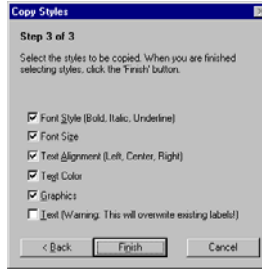 Copy Styles
Step 3 of 3
Select the styles to be copied. When you are finished
selecting styles, click the 'Finish' button.
Font Style (Bold, Italic, Underline)
Font Size
Text Alignment (Left, Center, Right)
Text Color
Graphics
Text (Warning: This will overwrite existing labels!)
< Back Finish Cancel